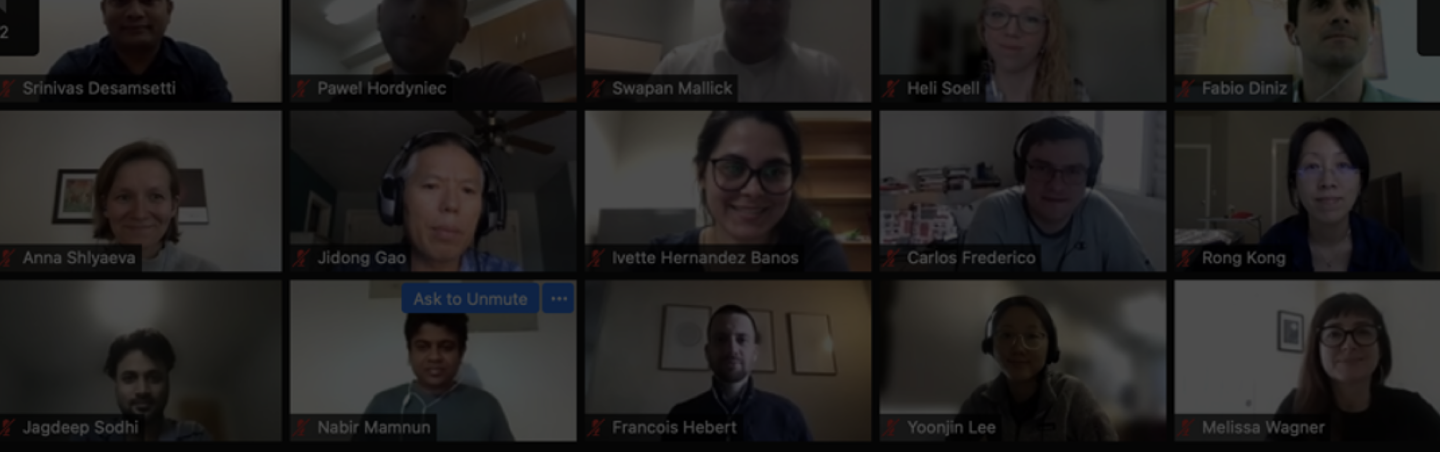 2
Srinivas Desamsetti
Pawel Hordyniec
Swapan Mallick
Heli Soell
Fabio Diniz
Anna Shlyaeva
Jidong Gao
Ivette Hernandez Banos
Carlos Frederico
Rong Kong
Ask to Unmute
Jagdeep Sodhi
Nabir Mamnun
Francois Hebert
Yoonjin Lee
Melissa Wagner